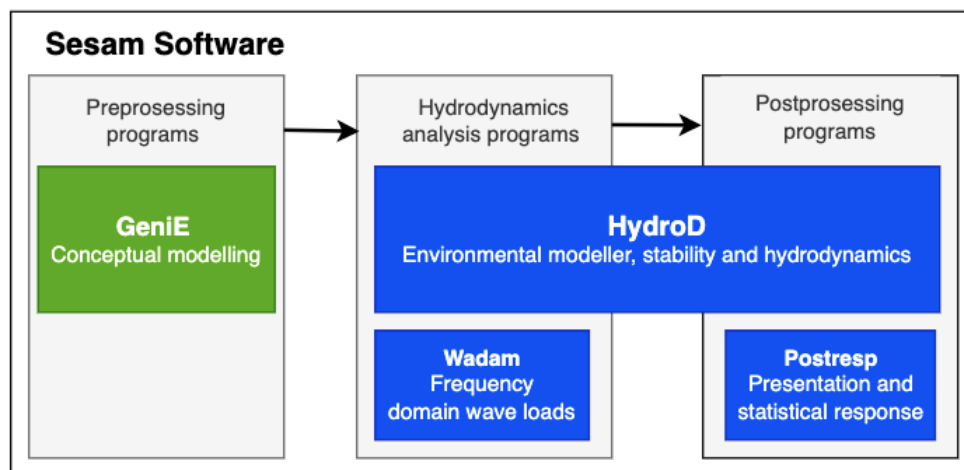 Sesam Software
Preprosessing
programs
Hydrodynamics
analysis programs
Postprosessing
programs
GeniE
Conceptual modelling
HydroD
Environmental modeller, stability and hydrodynamics
Wadam
Frequency
domain wave loads
Postresp
Presentation and
statistical response